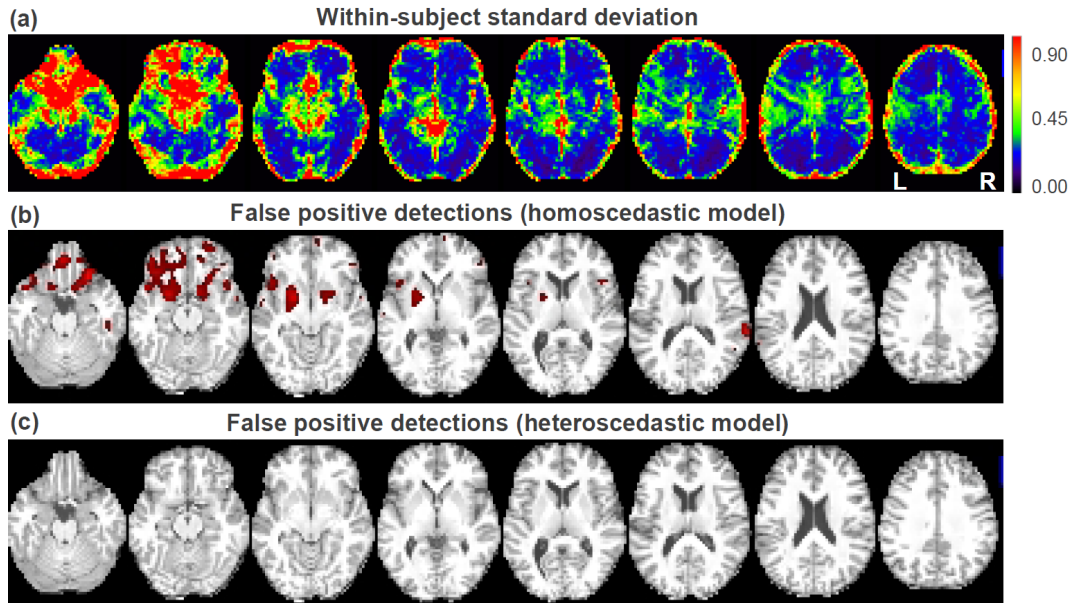 (a) Within-subject standard deviation
0.90
0.45
0.00
L R
(b) False positive detections (homoscedastic model)
(c) False positive detections (heteroscedastic model)